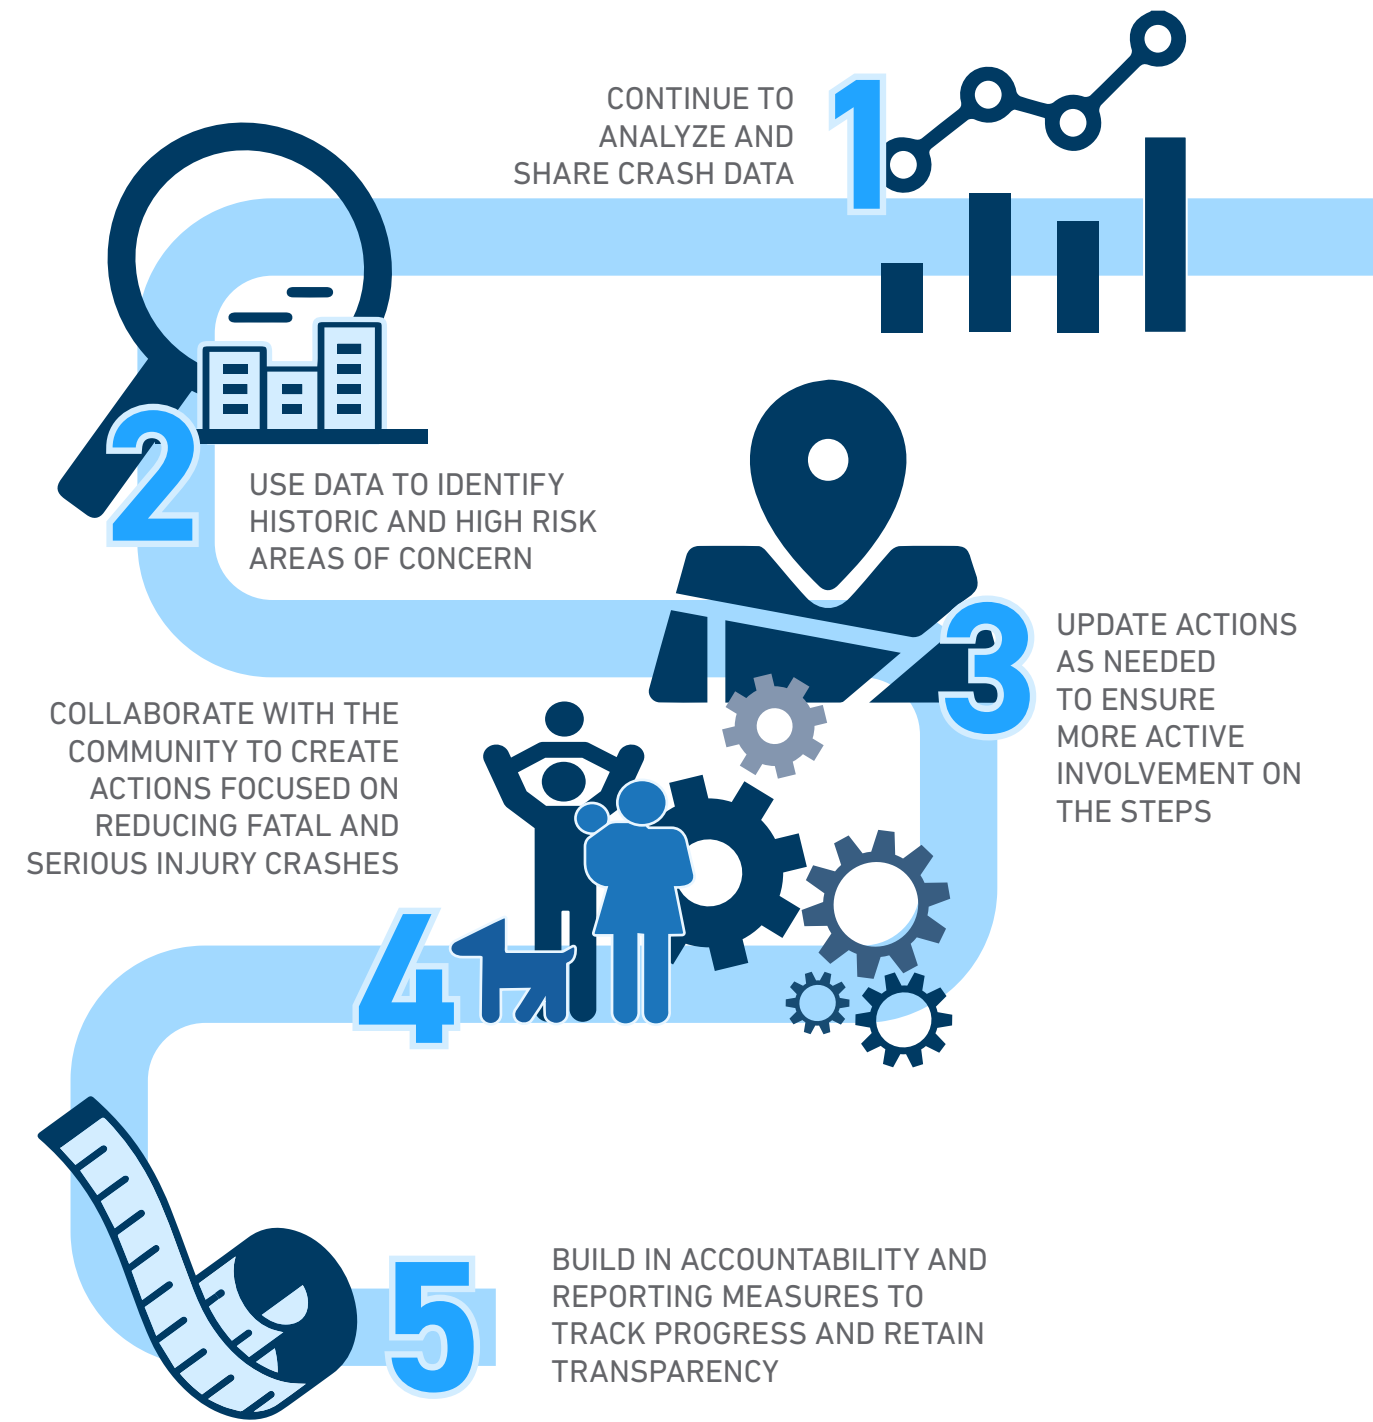 1
CONTINUE TO
ANALYZE AND
SHARE CRASH DATA
2
USE DATA TO IDENTIFY
HISTORIC AND HIGH RISK
AREAS OF CONCERN
3
UPDATE ACTIONS
AS NEEDED
TO ENSURE
MORE ACTIVE
INVOLVEMENT ON
THE STEPS
4
COLLABORATE WITH THE
COMMUNITY TO CREATE
ACTIONS FOCUSED ON
REDUCING FATAL AND
SERIOUS INJURY CRASHES
5
BUILD IN ACCOUNTABILITY AND
REPORTING MEASURES TO
TRACK PROGRESS AND RETAIN
TRANSPARENCY